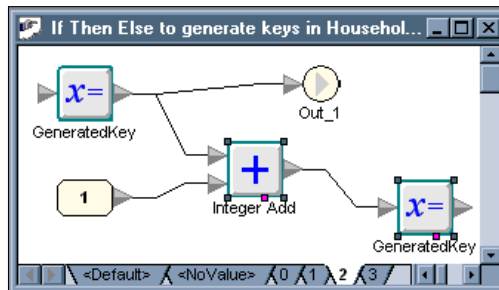 If Then Else to generate keys in Househol...
x=
GeneratedKey
Out_1
1
+
Integer Add
x=
GeneratedKey
<Default> <NoValue> 0 1 2 3